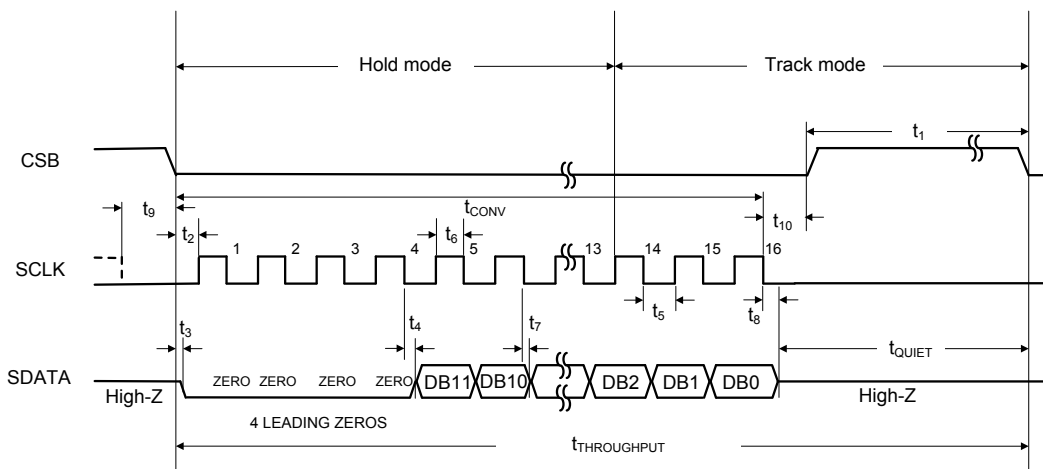 Hold mode
Track mode
t1
CSB
tCONV
t9
t10
t2
t6
1 2 3 4 5 13 14 15 16
SCLK
t5
t8
t3
t4
t7
tQUIET
SDATA
ZERO ZERO ZERO ZERO DB11 DB10 DB2 DB1 DB0
High-Z
High-Z
4 LEADING ZEROS
tTHROUGHPUT